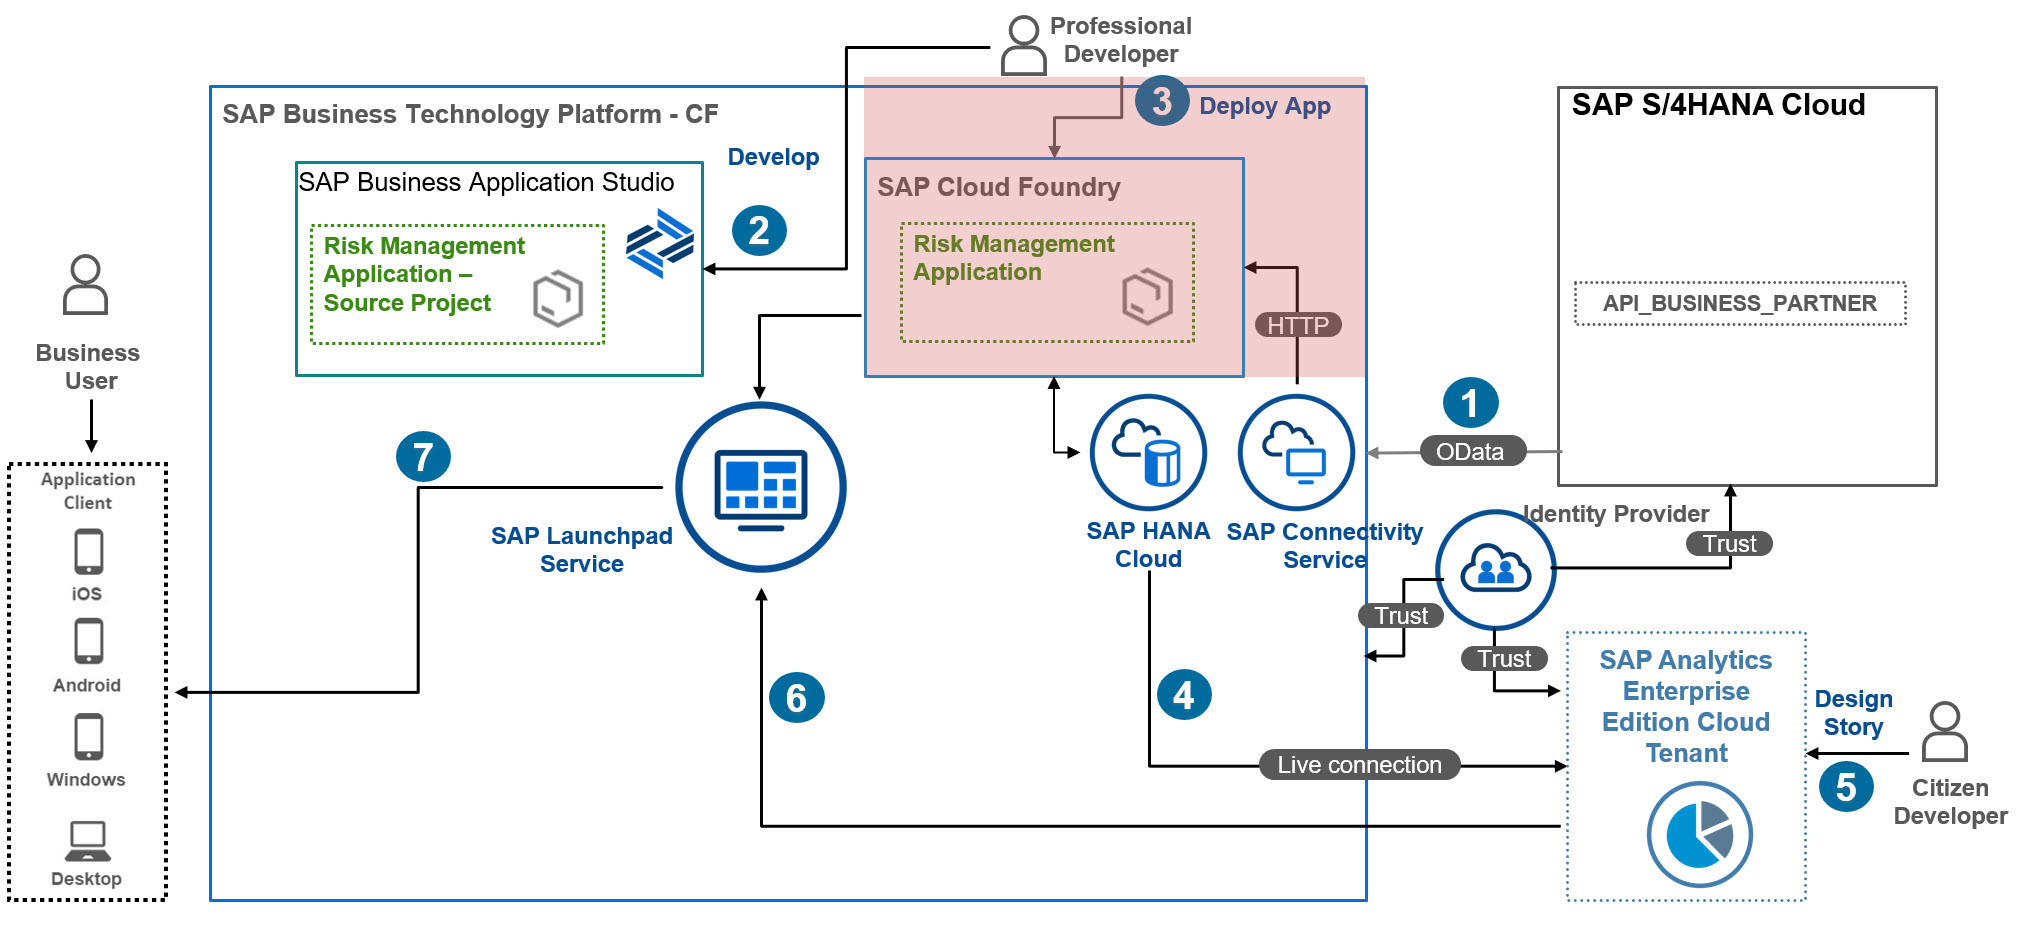 Professional
Developer
3
Deploy App
SAP Business Technology Platform - CF
SAP S/4HANA Cloud
Develop
SAP Business Application Studio
2
Risk Management
Application –
Source Project
SAP Cloud Foundry
Risk Management
Application
HTTP
API_BUSINESS_PARTNER
Business
User
1
OData
7
Application
Client
iOS
Android
Windows
Desktop
SAP Launchpad
Service
SAP HANA
Cloud
SAP Connectivity
Service
Identity Provider
Trust
Trust
Trust
6
4
Live connection
SAP Analytics
Enterprise
Edition Cloud
Tenant
Design
Story
5
Citizen
Developer